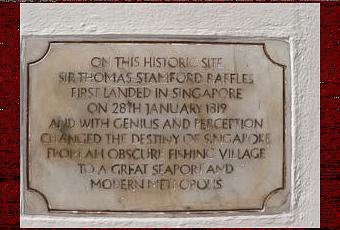 ON THIS HISTORIC SITE
SIR THOMAS STAMFORD RAFFLES
FIRST LANDED IN SINGAPORE
ON 28TH JANUARY 1819
AND WITH GENIUS AND PERCEPTION
CHANGED THE DESTINY OF SINGAPORE
FROM AN OBSCURE FISHING VILLAGE
TO A GREAT SEAPORT AND
MODERN METROPOLIS